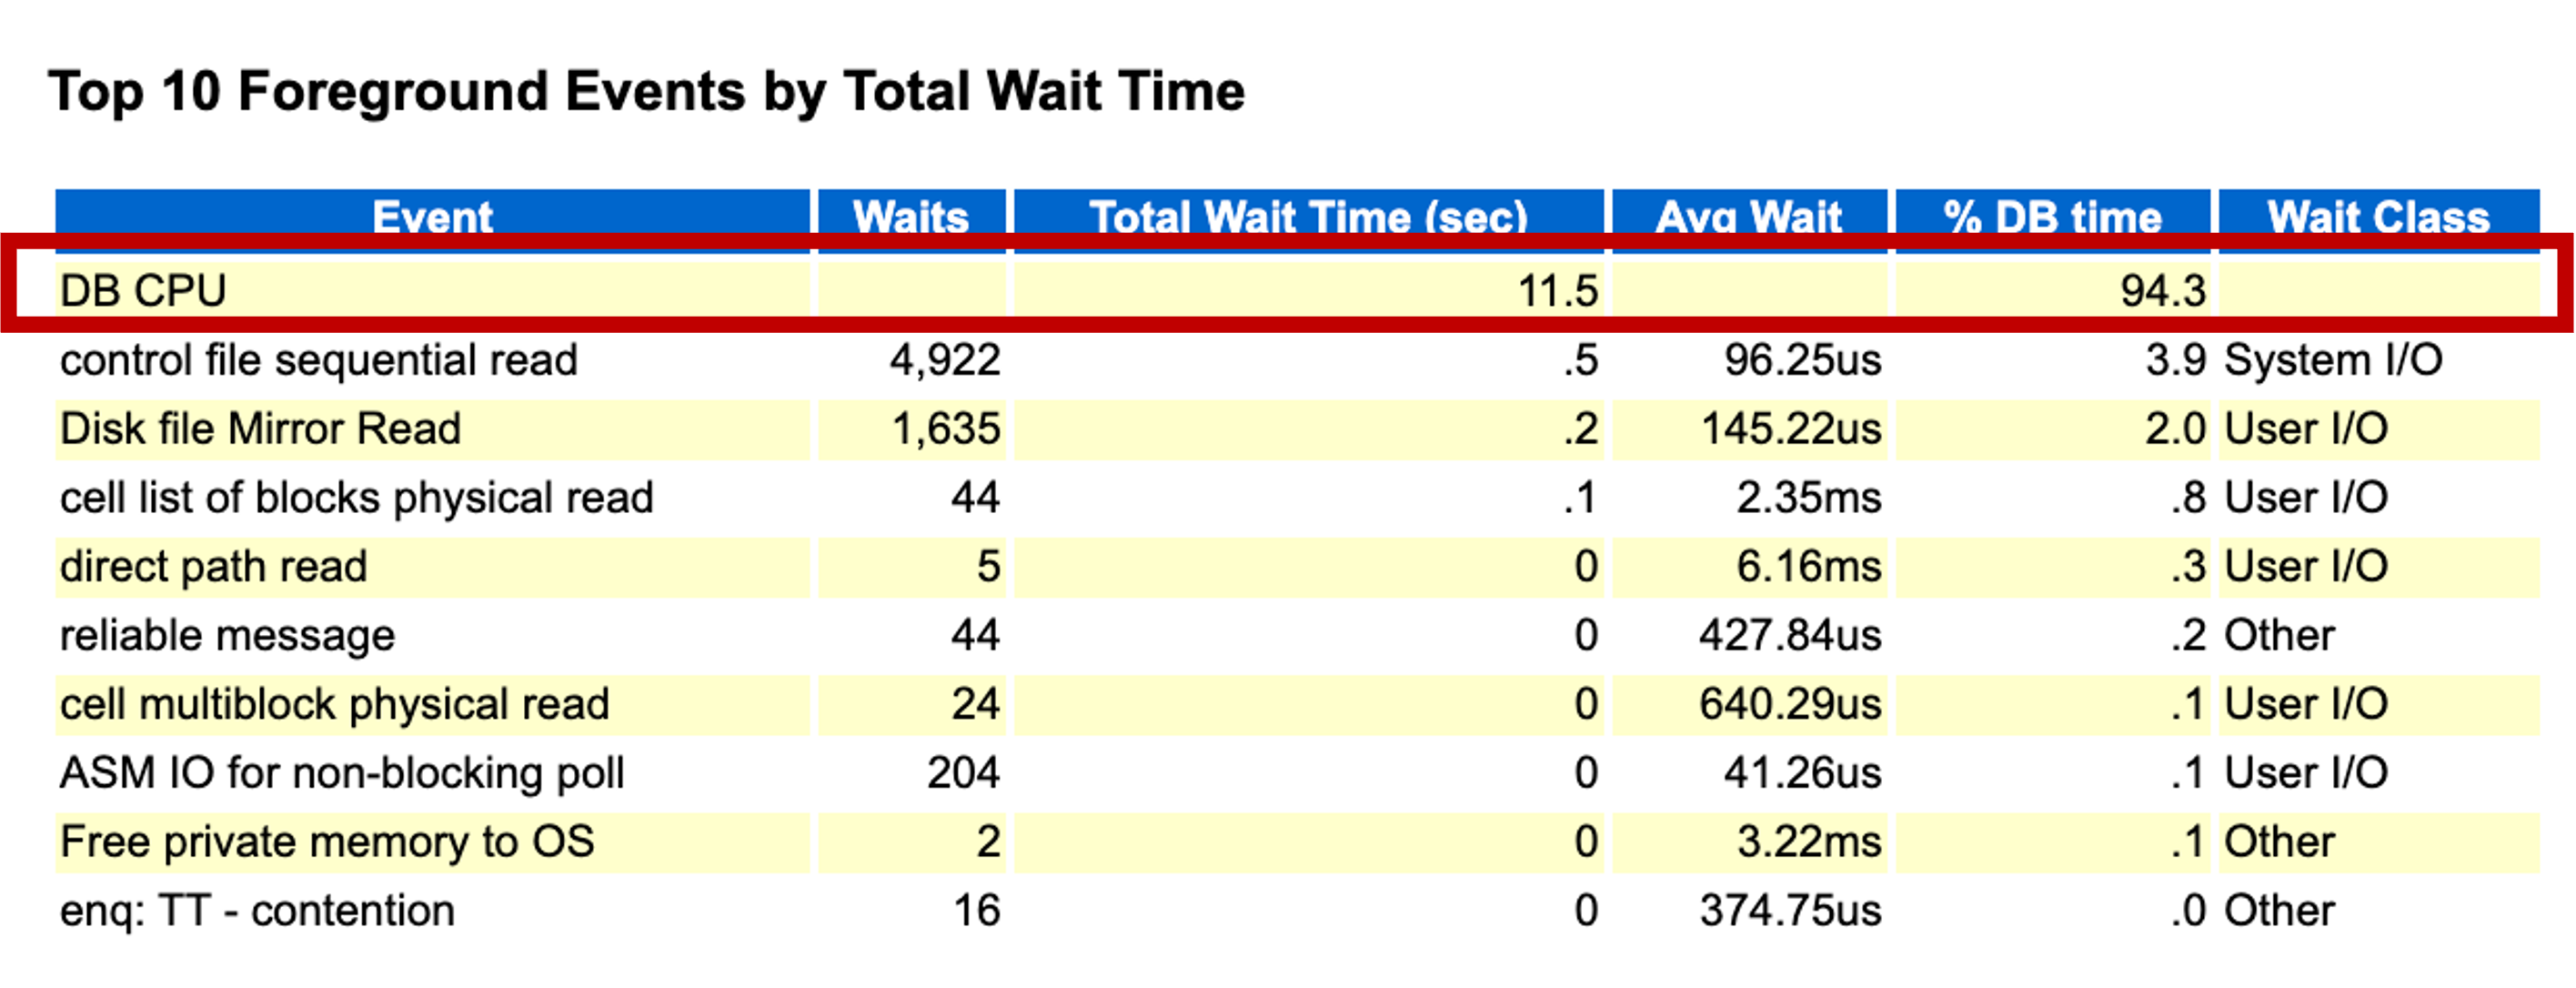 Top 10 Foreground Events by Total Wait Time
Event Waits Total Wait Time (sec) Avg Wait % DB time Wait Class
DB CPU 11.5 94.3
control file sequential read 4,922 .5 96.25us 3.9 System I/O
Disk file Mirror Read 1,635 .2 145.22us 2.0 User I/O
cell list of blocks physical read 44 .1 2.35ms .8 User I/O
direct path read 5 0 6.16ms .3 User I/O
reliable message 44 0 427.84us .2 Other
cell multiblock physical read 24 0 640.29us .1 User I/O
ASM IO for non-blocking poll 204 0 41.26us .1 User I/O
Free private memory to OS 2 0 3.22ms .1 Other
enq: TT - contention 16 0 374.75us .0 Other